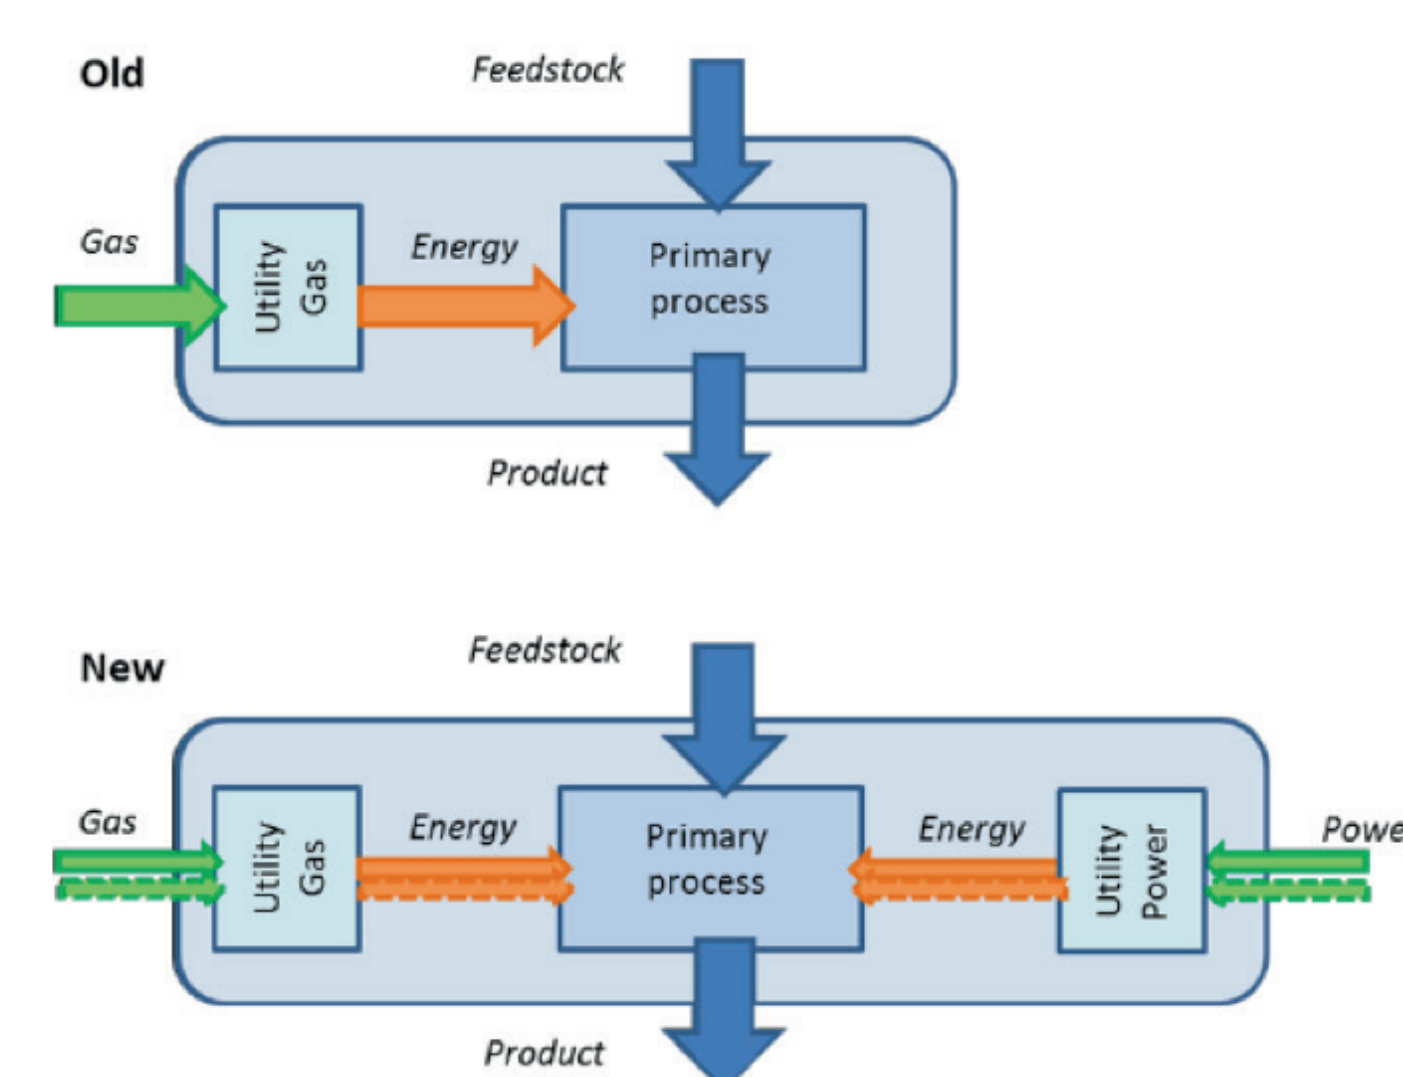 Old
Feedstock
Gas
Utility
Gas
Energy
Primary
process
Product
New
Feedstock
Gas
Utility
Gas
Energy
Primary
process
Energy
Utility
Power
Powe
Product